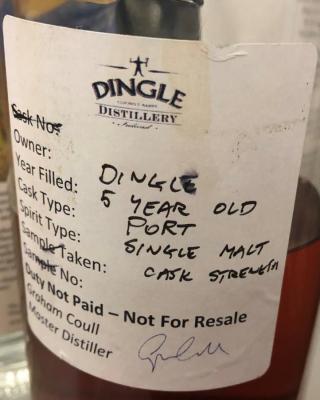 DINGLE
DISTILLERY
Cask No:
Owner: DINGLE
Year Filled: 5 YEAR OLD
Cask Type: PORT
Spirit Type: SINGLE MALT
Sample Taken: CASK STRENGTH
Sample No:
Duty Not Paid – Not For Resale
Graham Coull
Master Distiller